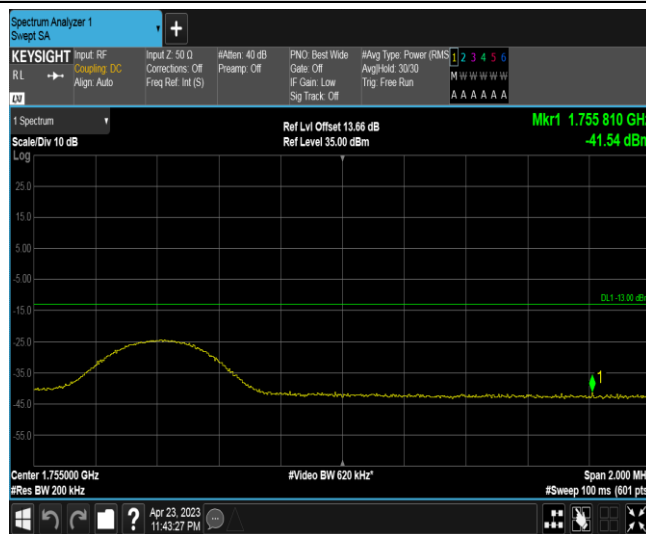 Spectrum Analyzer 1
Swept SA
+
KEYSIGHT
RL
LXI
Input: RF
Coupling: DC
Align: Auto
Input Z: 50 Ω
Corrections: Off
Freq Ref: Int (S)
#Atten: 40 dB
Preamp: Off
PNO: Best Wide
Gate: Off
IF Gain: Low
Sig Track: Off
#Avg Type: Power (RMS
Avg|Hold: 30/30
Trig: Free Run
1 2 3 4 5 6
M W W W W W
A A A A A A
1 Spectrum
Scale/Div 10 dB
Ref Lvl Offset 13.66 dB
Ref Level 35.00 dBm
Mkr1 1.755 810 GHz
-41.54 dBm
Log
25.0
15.0
5.00
-5.00
DL1 -13.00 dBm
-15.0
-25.0
-35.0
1
-45.0
-55.0
Center 1.755000 GHz
#Video BW 620 kHz*
Span 2.000 MH
#Res BW 200 kHz
#Sweep 100 ms (601 pts
?
Apr 23, 2023
11:43:27 PM